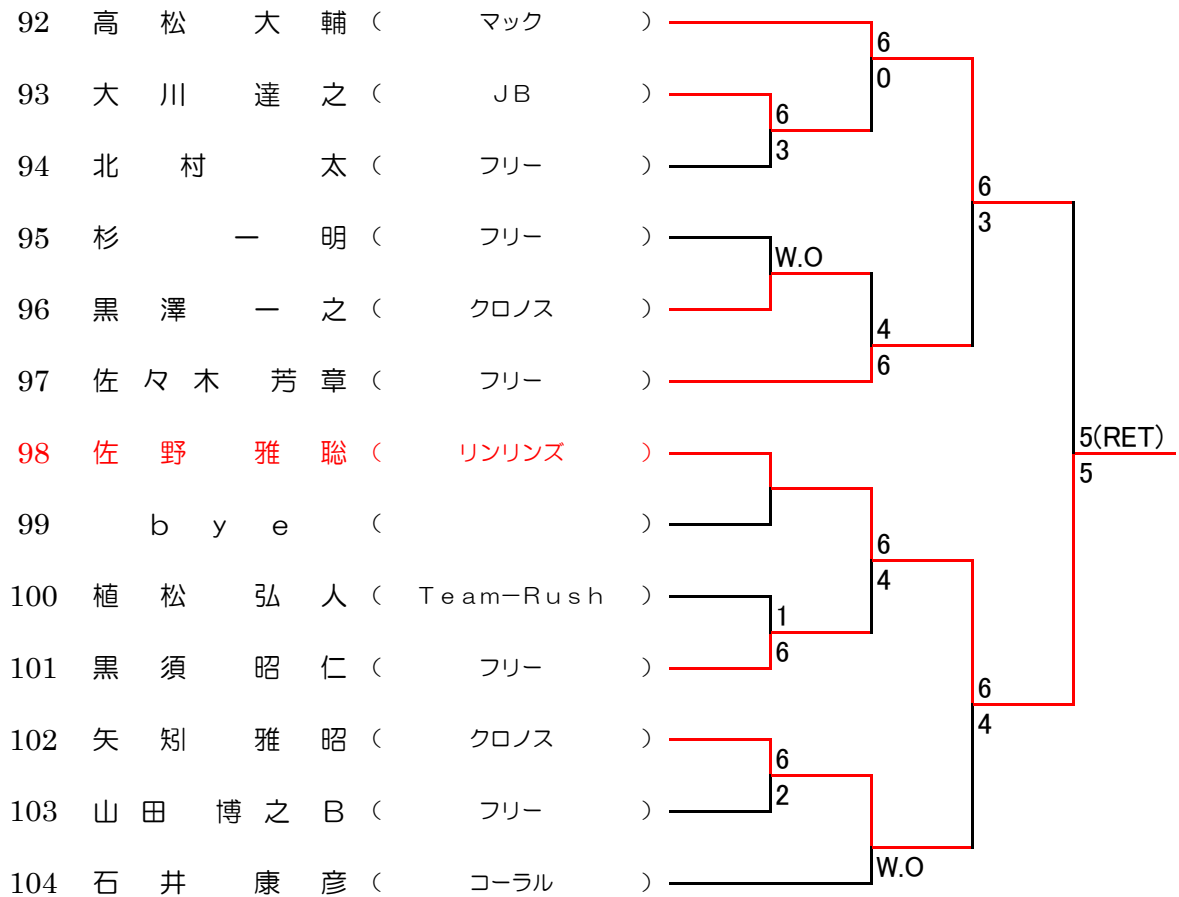 92 高松 大輔 ( マック )
6
0
93 大川 達之 ( JB )
6
3
94 北村 太 ( フリー )
6
3
95 杉 一明 ( フリー )
W.O
96 黒澤 一之 ( クロノス )
4
6
97 佐々木 芳章 ( フリー )
5(RET)
5
98 佐野 雅聡 ( リンリンズ )
99 bye ( )
6
4
100 植松 弘人 ( Team-Rush )
1
6
101 黒須 昭仁 ( フリー )
6
4
102 矢矧 雅昭 ( クロノス )
6
2
103 山田 博之B ( フリー )
W.O
104 石井 康彦 ( コーラル )